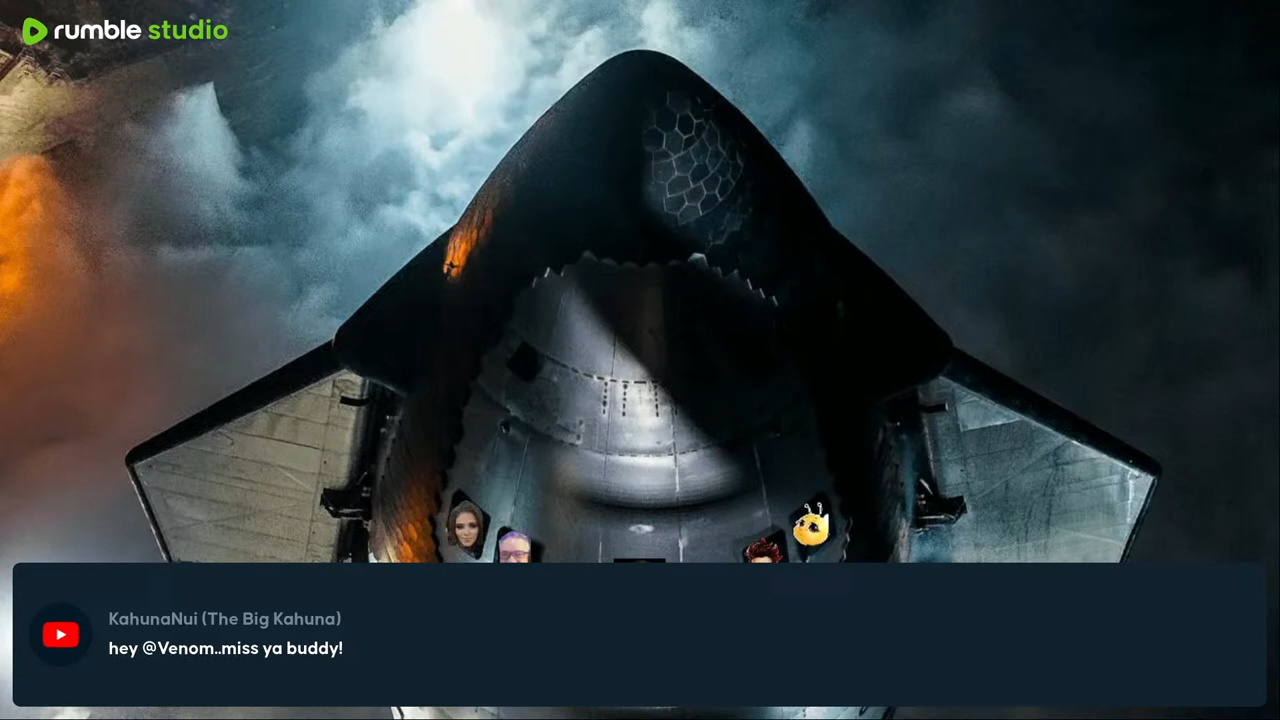 rumble studio
KahunaNui (The Big Kahuna)
hey @Venom..miss ya buddy!